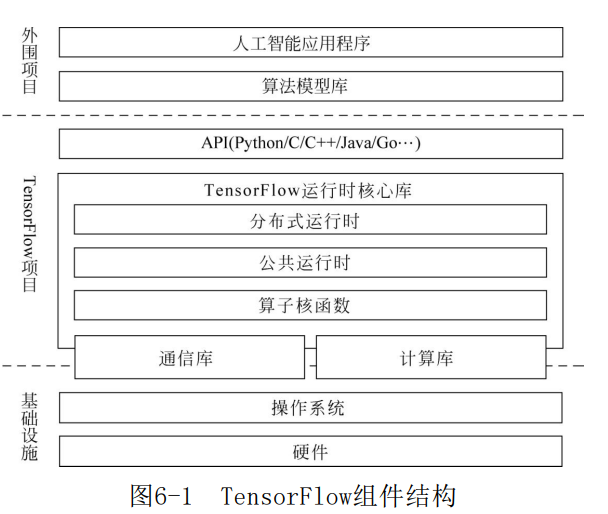 外围项目
人工智能应用程序
算法模型库
TensorFlow项目
API(Python/C/C++/Java/Go…)
TensorFlow运行时核心库
分布式运行时
公共运行时
算子核函数
通信库
计算库
基础设施
操作系统
硬件
图6-1 TensorFlow组件结构